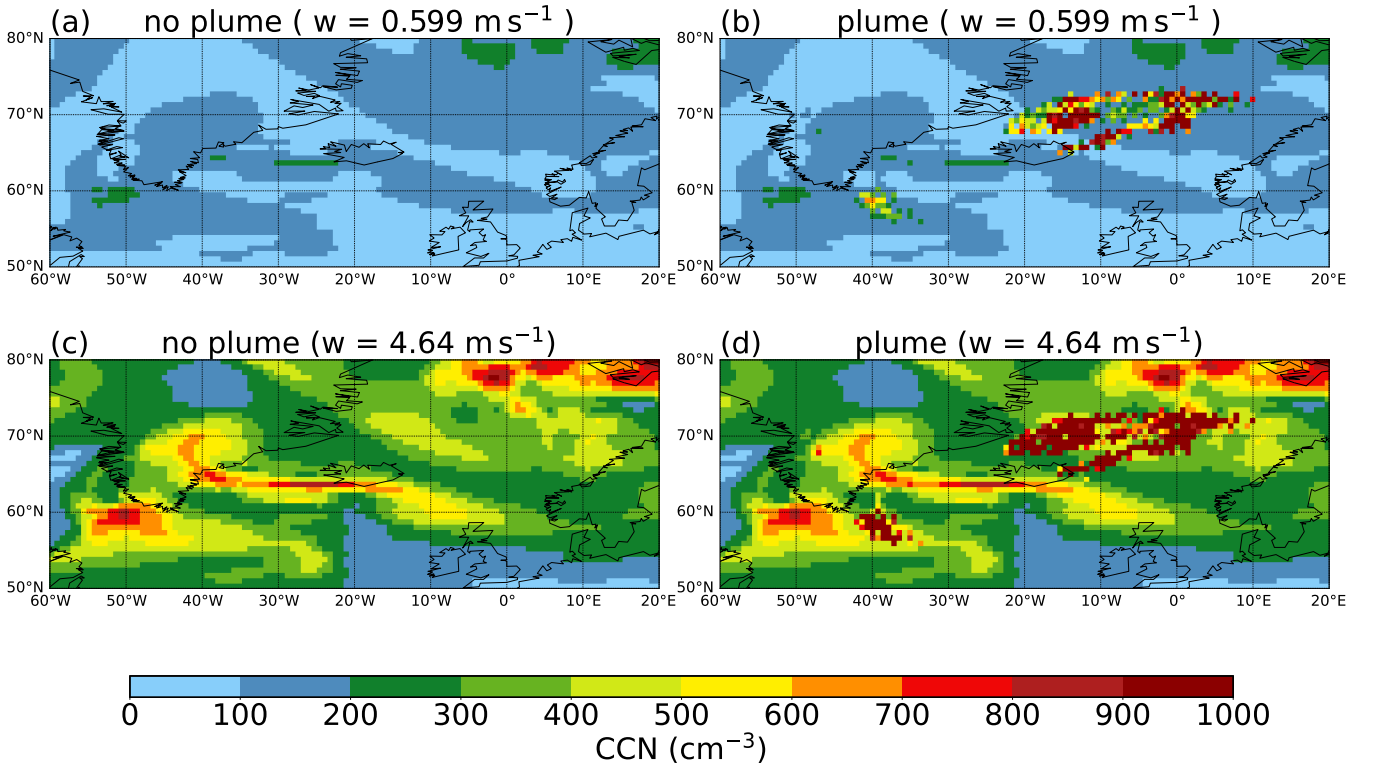 (a) no plume ( w = 0.599 m s⁻¹ )
(b) plume ( w = 0.599 m s⁻¹ )
80°N
70°N
60°N
50°N
60°W 50°W 40°W 30°W 20°W 10°W 0° 10°E 20°E
80°N
70°N
60°N
50°N
60°W 50°W 40°W 30°W 20°W 10°W 0° 10°E 20°E
(c) no plume (w = 4.64 m s⁻¹)
(d) plume (w = 4.64 m s⁻¹)
80°N
70°N
60°N
50°N
60°W 50°W 40°W 30°W 20°W 10°W 0° 10°E 20°E
80°N
70°N
60°N
50°N
60°W 50°W 40°W 30°W 20°W 10°W 0° 10°E 20°E
0 100 200 300 400 500 600 700 800 900 1000
CCN (cm⁻³)